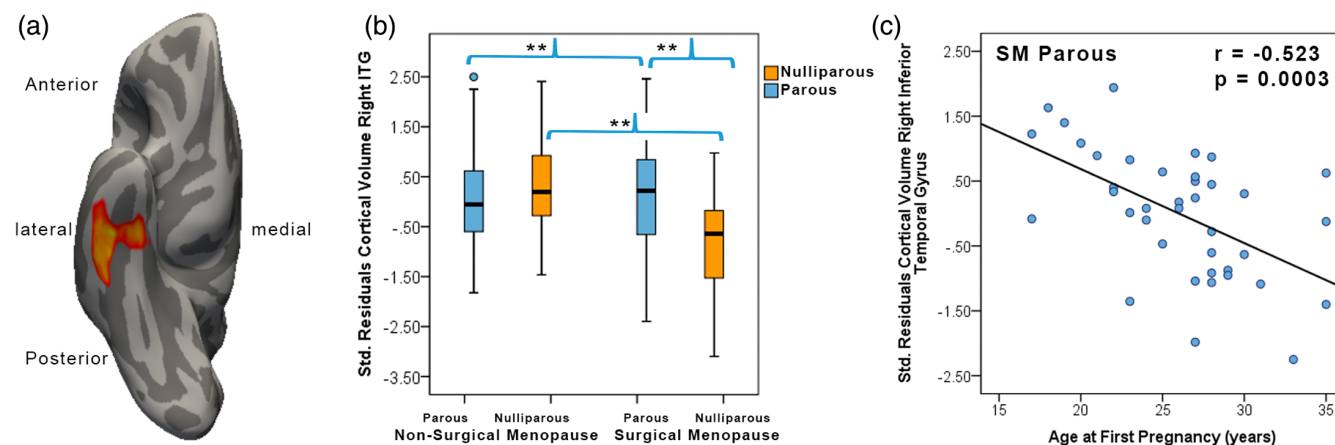 (a)
Anterior
lateral
medial
Posterior
(b)
**
**
**
Nulliparous
Parous
Std. Residuals Cortical Volume Right ITG
2.50
1.50
.50
-.50
-1.50
-2.50
-3.50
Parous Nulliparous Parous Nulliparous
Non-Surgical Menopause Surgical Menopause
(c)
SM Parous
r = -0.523
p = 0.0003
Std. Residuals Cortical Volume Right Inferior
Temporal Gyrus
2.50
1.50
.50
-.50
-1.50
-2.50
15 20 25 30 35
Age at First Pregnancy (years)